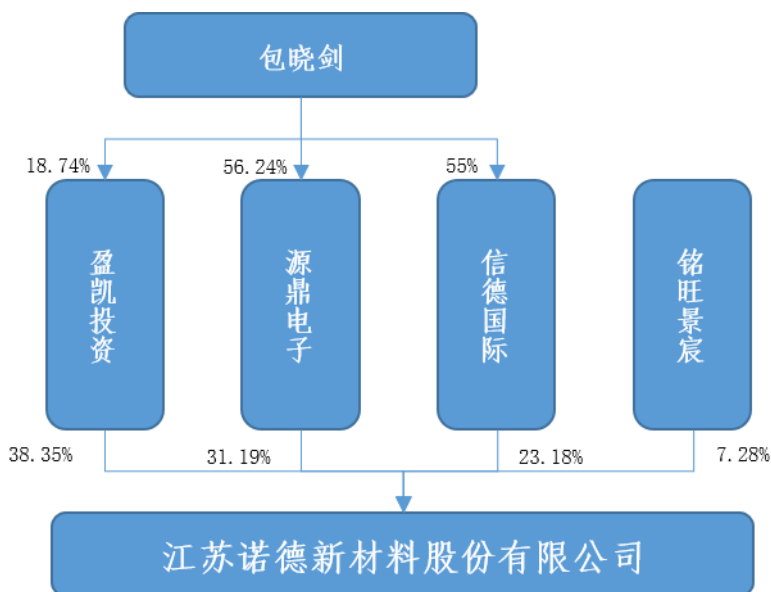 包晓剑
18.74%
56.24%
55%
盈凯投资
源鼎电子
信德国际
铭旺景宸
38.35%
31.19%
23.18%
7.28%
江苏诺德新材料股份有限公司